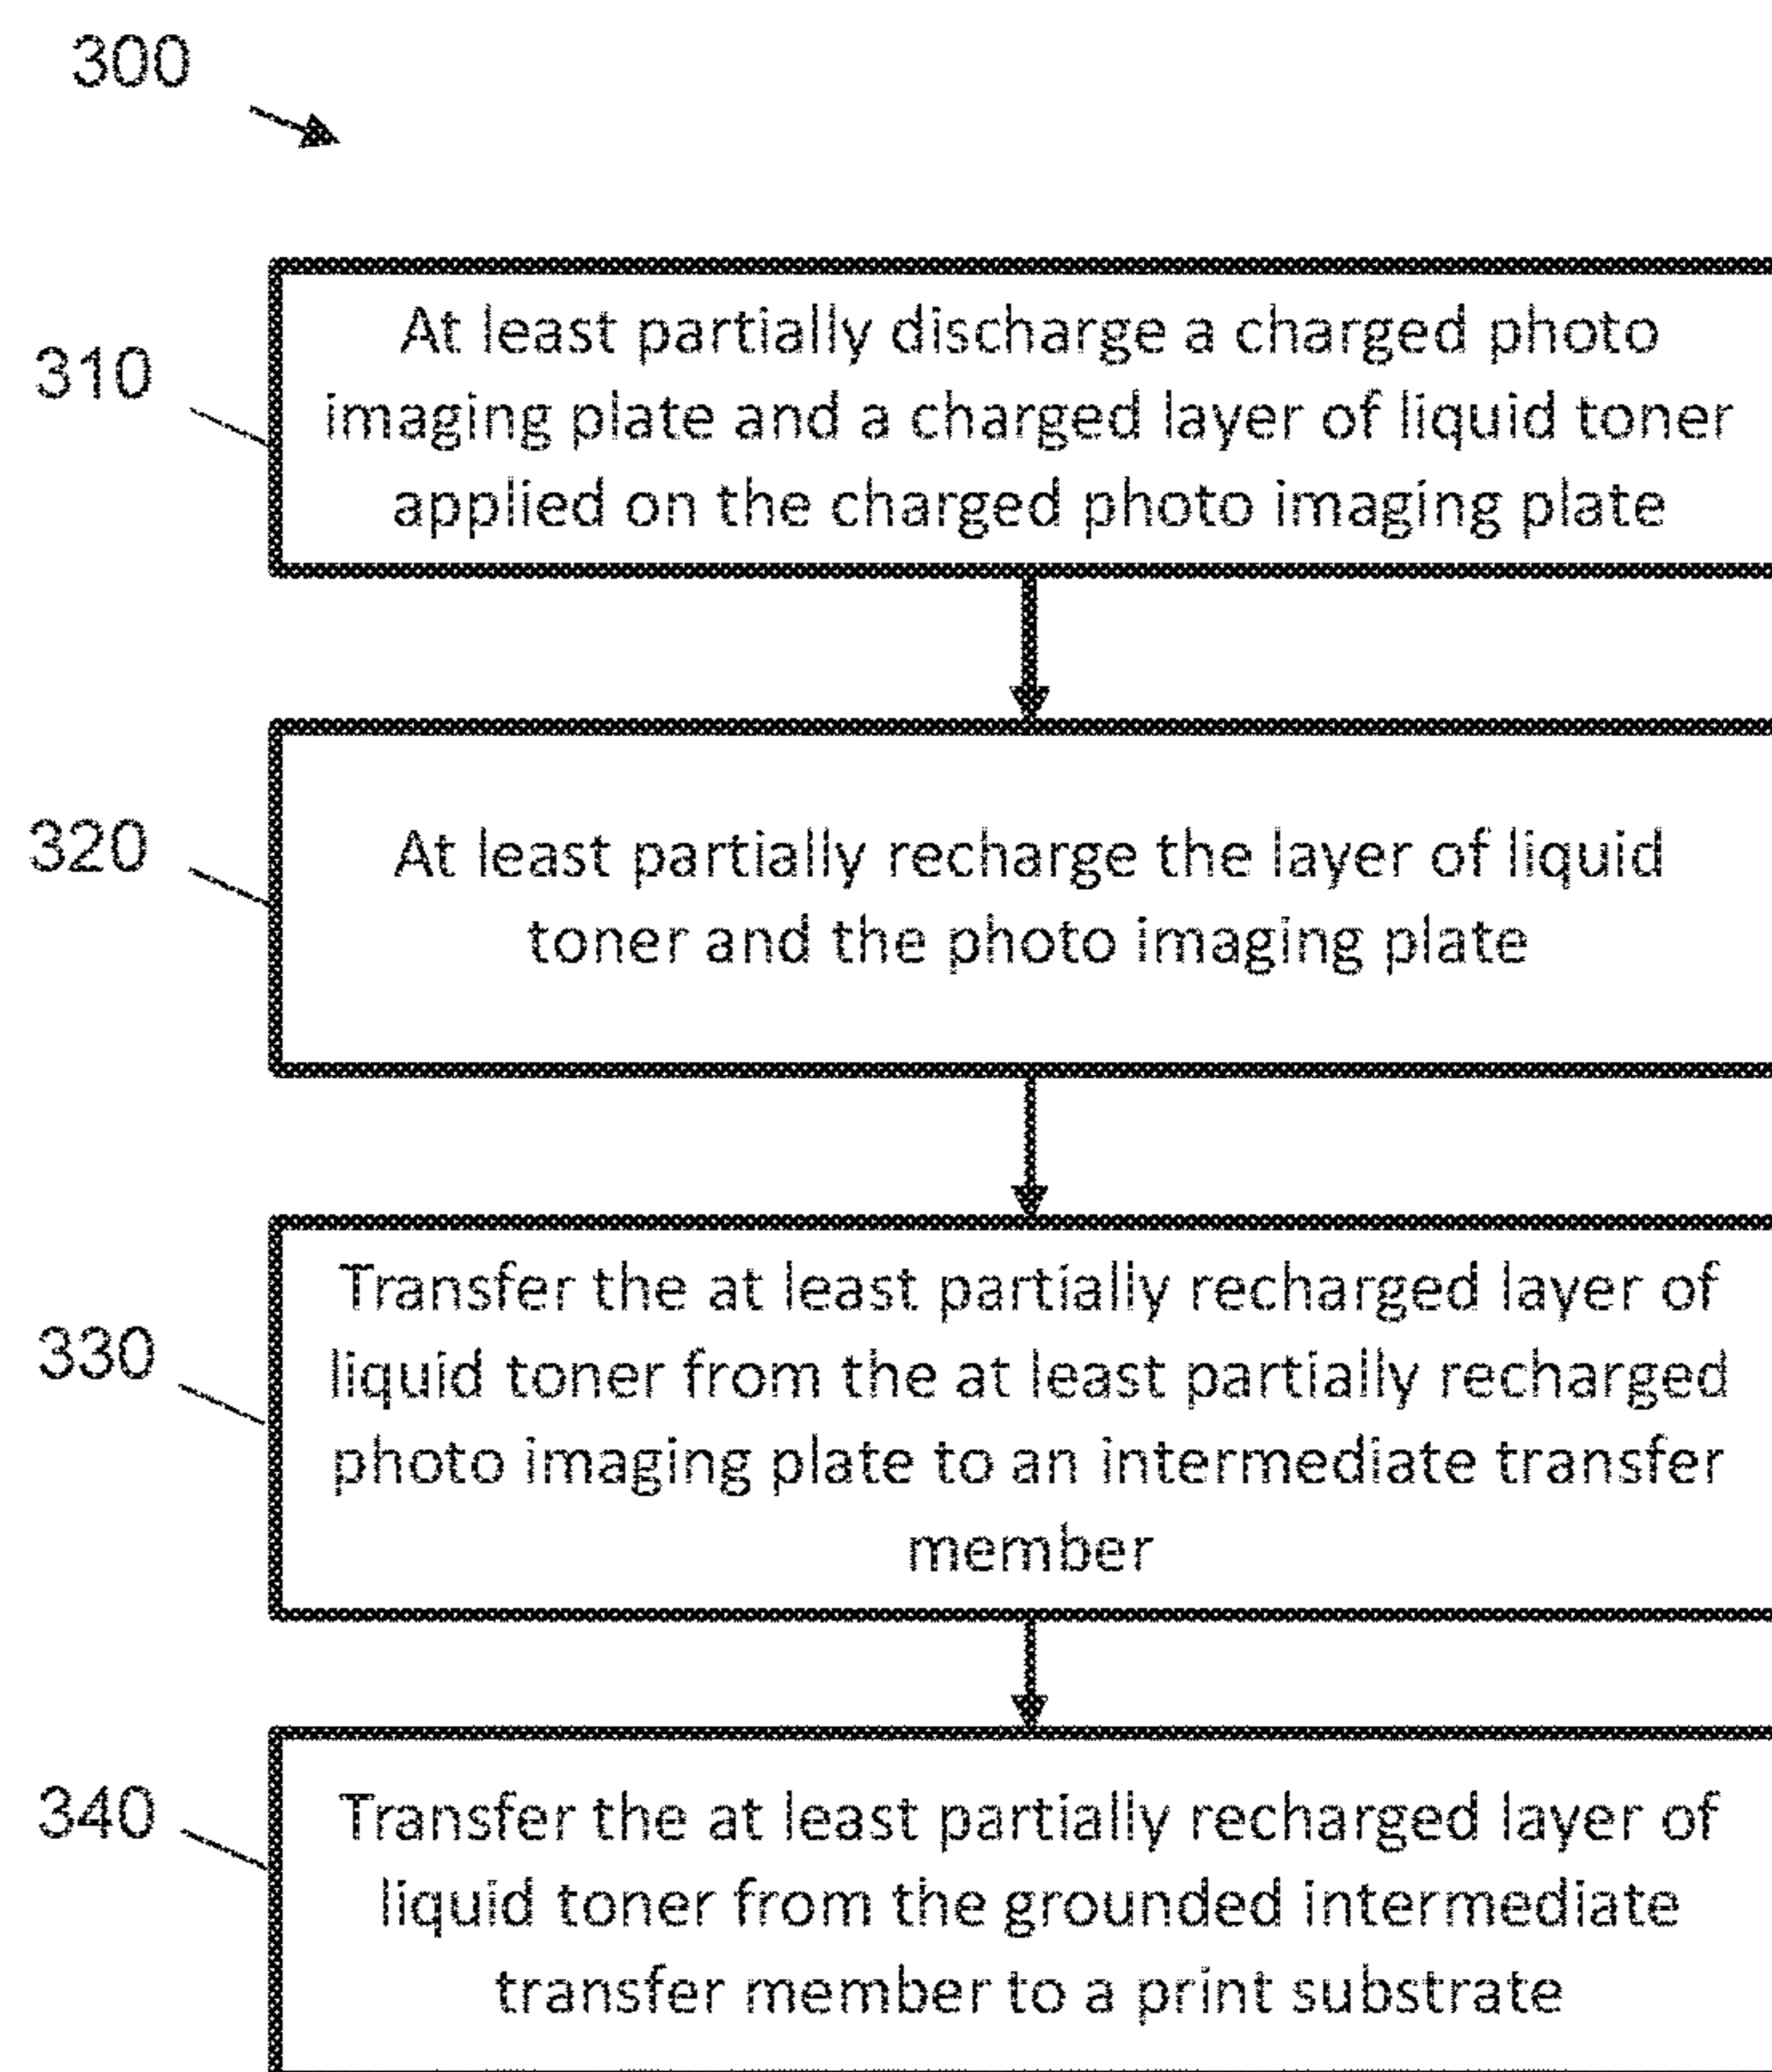 300
310
At least partially discharge a charged photo
imaging plate and a charged layer of liquid toner
applied on the charged photo imaging plate
320
At least partially recharge the layer of liquid
toner and the photo imaging plate
330
Transfer the at least partially recharged layer of
liquid toner from the at least partially recharged
photo imaging plate to an intermediate transfer
member
340
Transfer the at least partially recharged layer of
liquid toner from the grounded intermediate
transfer member to a print substrate